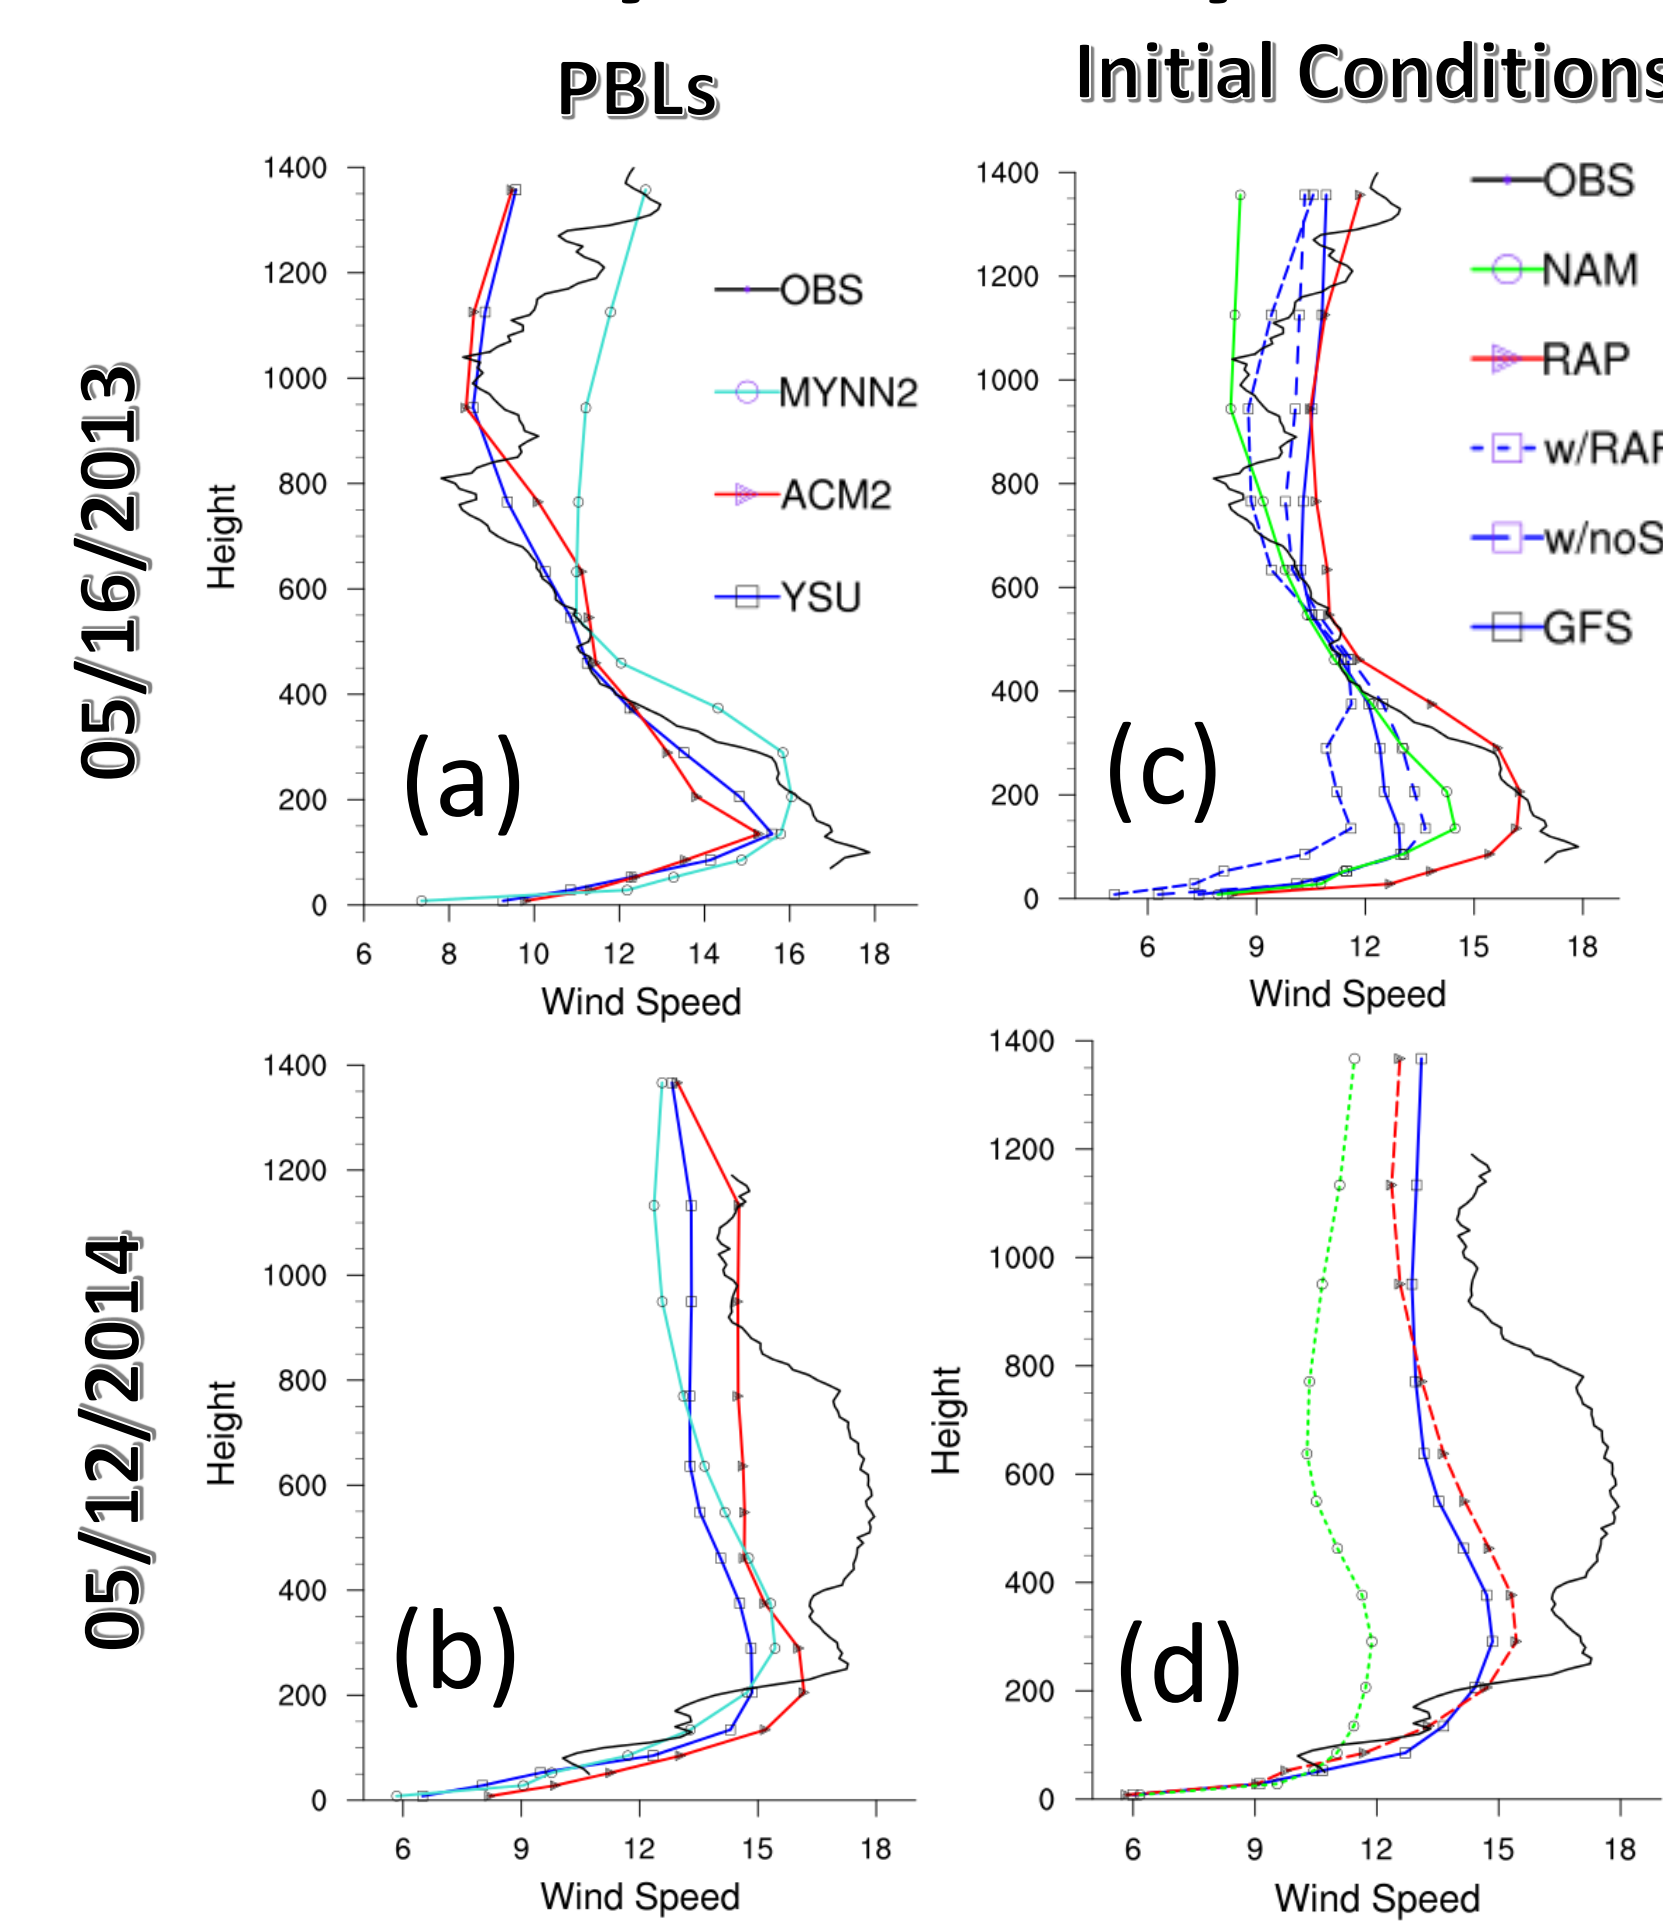 PBLs
Initial Conditions
05/16/2013
1400
1200
1000
800
600
400
200
0
Height
(a)
OBS
MYNN2
ACM2
YSU
6 8 10 12 14 16 18
Wind Speed
1400
1200
1000
800
600
400
200
0
(c)
OBS
NAM
RAP
w/RAP
w/noS
GFS
6 9 12 15 18
Wind Speed
05/12/2014
1400
1200
1000
800
600
400
200
0
Height
(b)
6 9 12 15 18
Wind Speed
1400
1200
1000
800
600
400
200
0
Height
(d)
6 9 12 15 18
Wind Speed